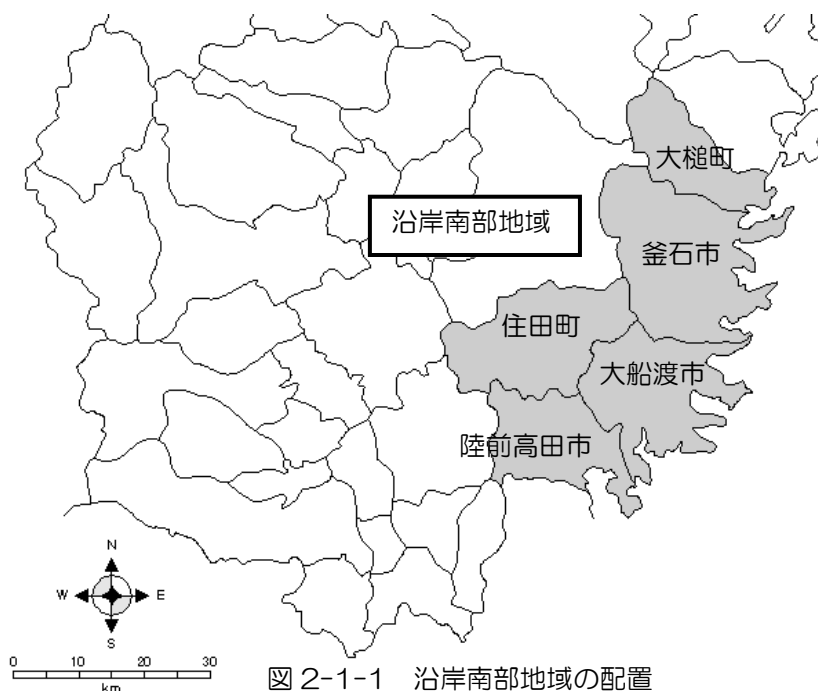 大槌町
沿岸南部地域
釜石市
住田町
大船渡市
陸前高田市
N
W E
S
0 10 20 30
km
図 2-1-1 沿岸南部地域の配置